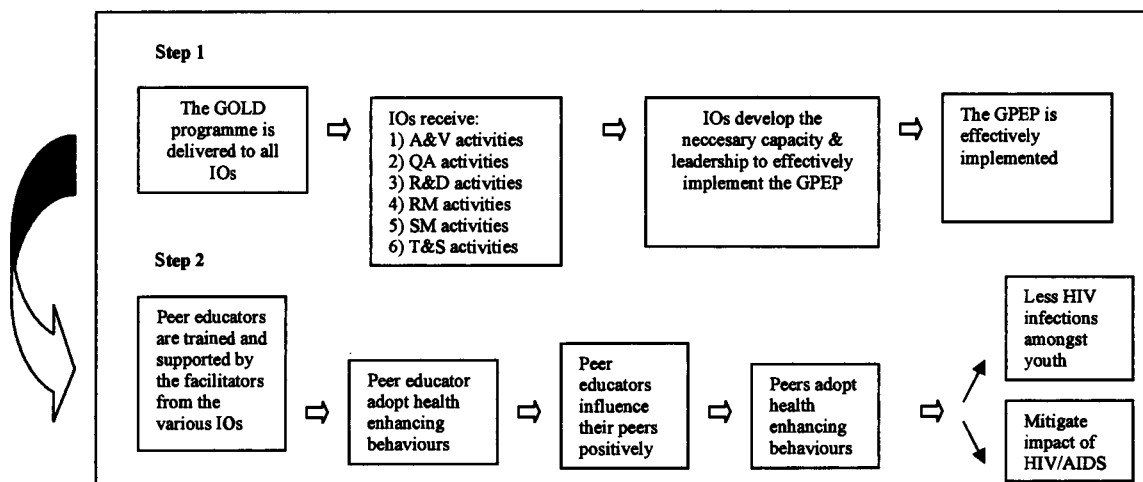 Step 1
The GOLD
programme is
delivered to all
IOs
IOs receive:
1) A&V activities
2) QA activities
3) R&D activities
4) RM activities
5) SM activities
6) T&S activities
IOs develop the
neccesary capacity &
leadership to effectively
implement the GPEP
The GPEP is
effectively
implemented
Step 2
Peer educators
are trained and
supported by
the facilitators
from the
various IOs
Peer educator
adopt health
enhancing
behaviours
Peer
educators
influence
their peers
positively
Peers adopt
health
enhancing
behaviours
Less HIV
infections
amongst
youth
Mitigate
impact of
HIV/AIDS